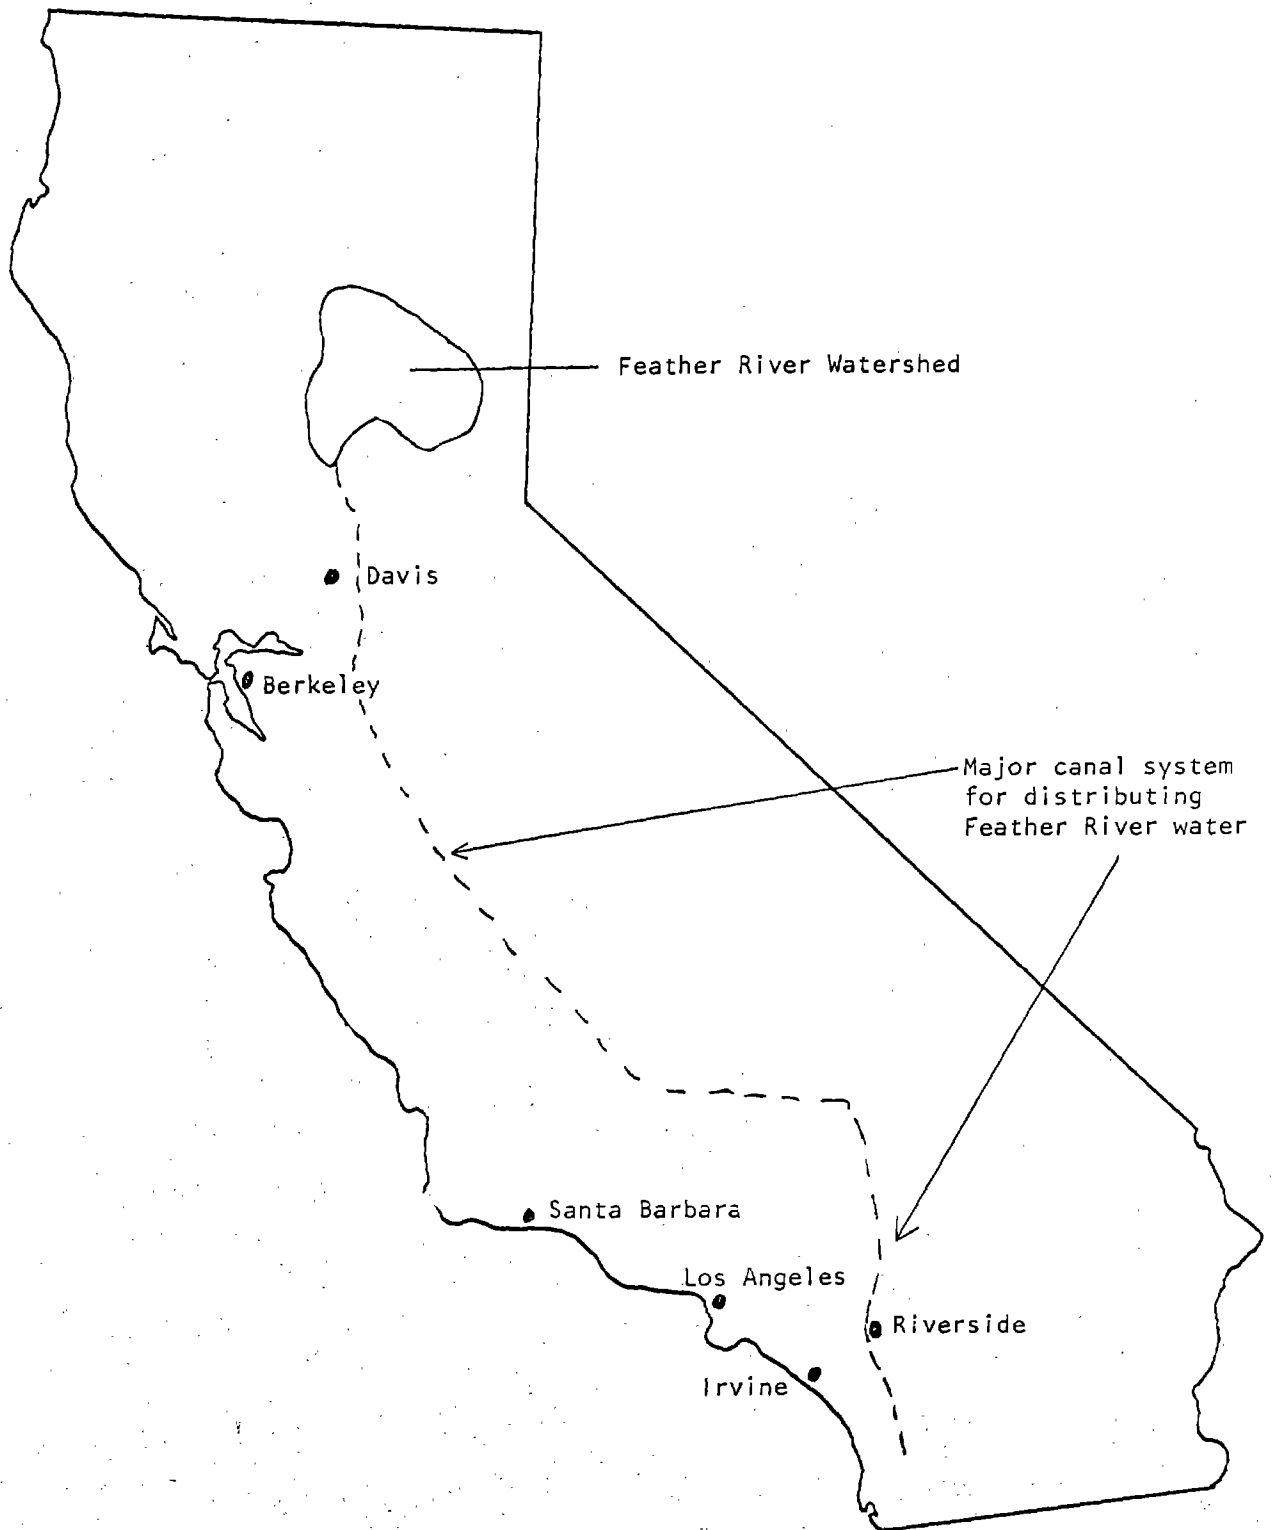 Feather River Watershed
Davis
Berkeley
Major canal system
for distributing
Feather River water
Santa Barbara
Los Angeles
Riverside
Irvine